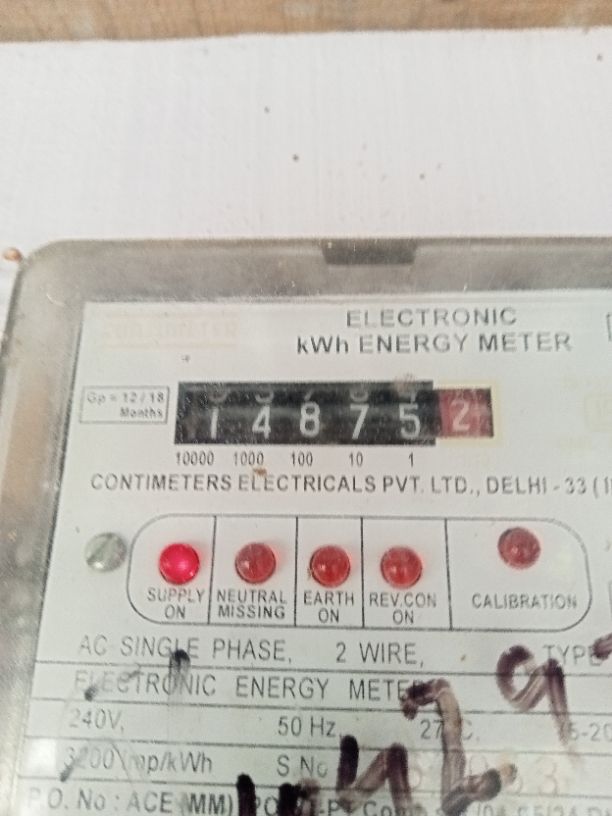 ELECTRONIC
kWh ENERGY METER
Gp = 12 / 18
Months
1 4 8 7 5 2
10000 1000 100 10 1
CONTIMETERS ELECTRICALS PVT. LTD., DELHI - 33
SUPPLY ON
NEUTRAL MISSING
EARTH ON
REV.CON ON
CALIBRATION
AC SINGLE PHASE, 2 WIRE, TYPE
ELECTRONIC ENERGY METER
240V, 50 Hz,
3200 imp/kWh S No
P.O. No : ACE (MM)